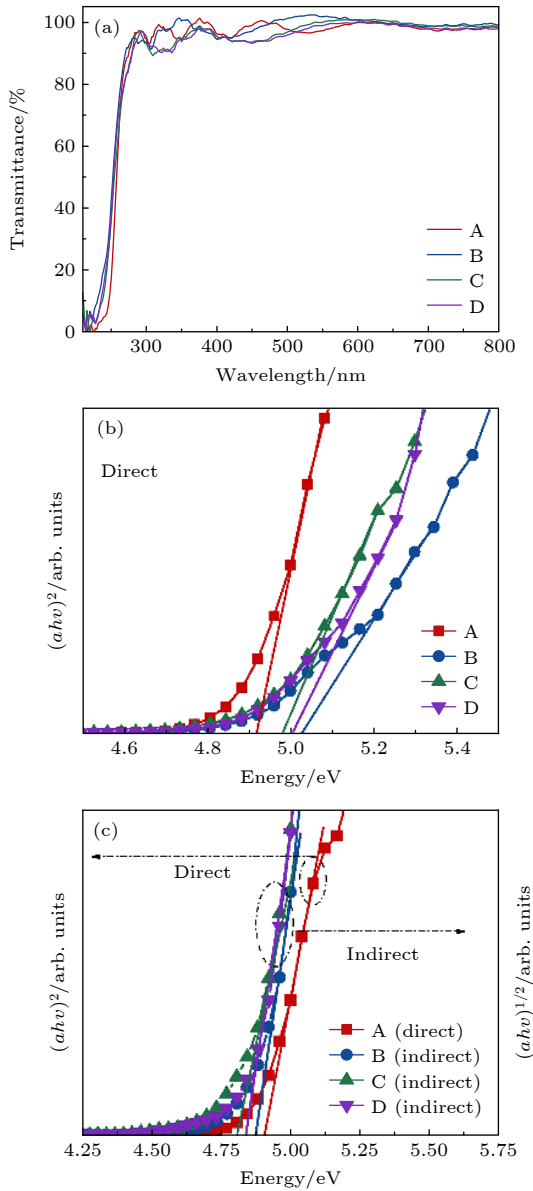 (a)
Transmittance/%
100
80
60
40
20
0
A
B
C
D
300 400 500 600 700 800
Wavelength/nm
(b)
Direct
(ahv)²/arb. units
A
B
C
D
4.6 4.8 5.0 5.2 5.4
Energy/eV
(c)
Direct
Indirect
(ahv)²/arb. units
(ahv)^{1/2}/arb. units
A (direct)
B (indirect)
C (indirect)
D (indirect)
4.25 4.50 4.75 5.00 5.25 5.50 5.75
Energy/eV